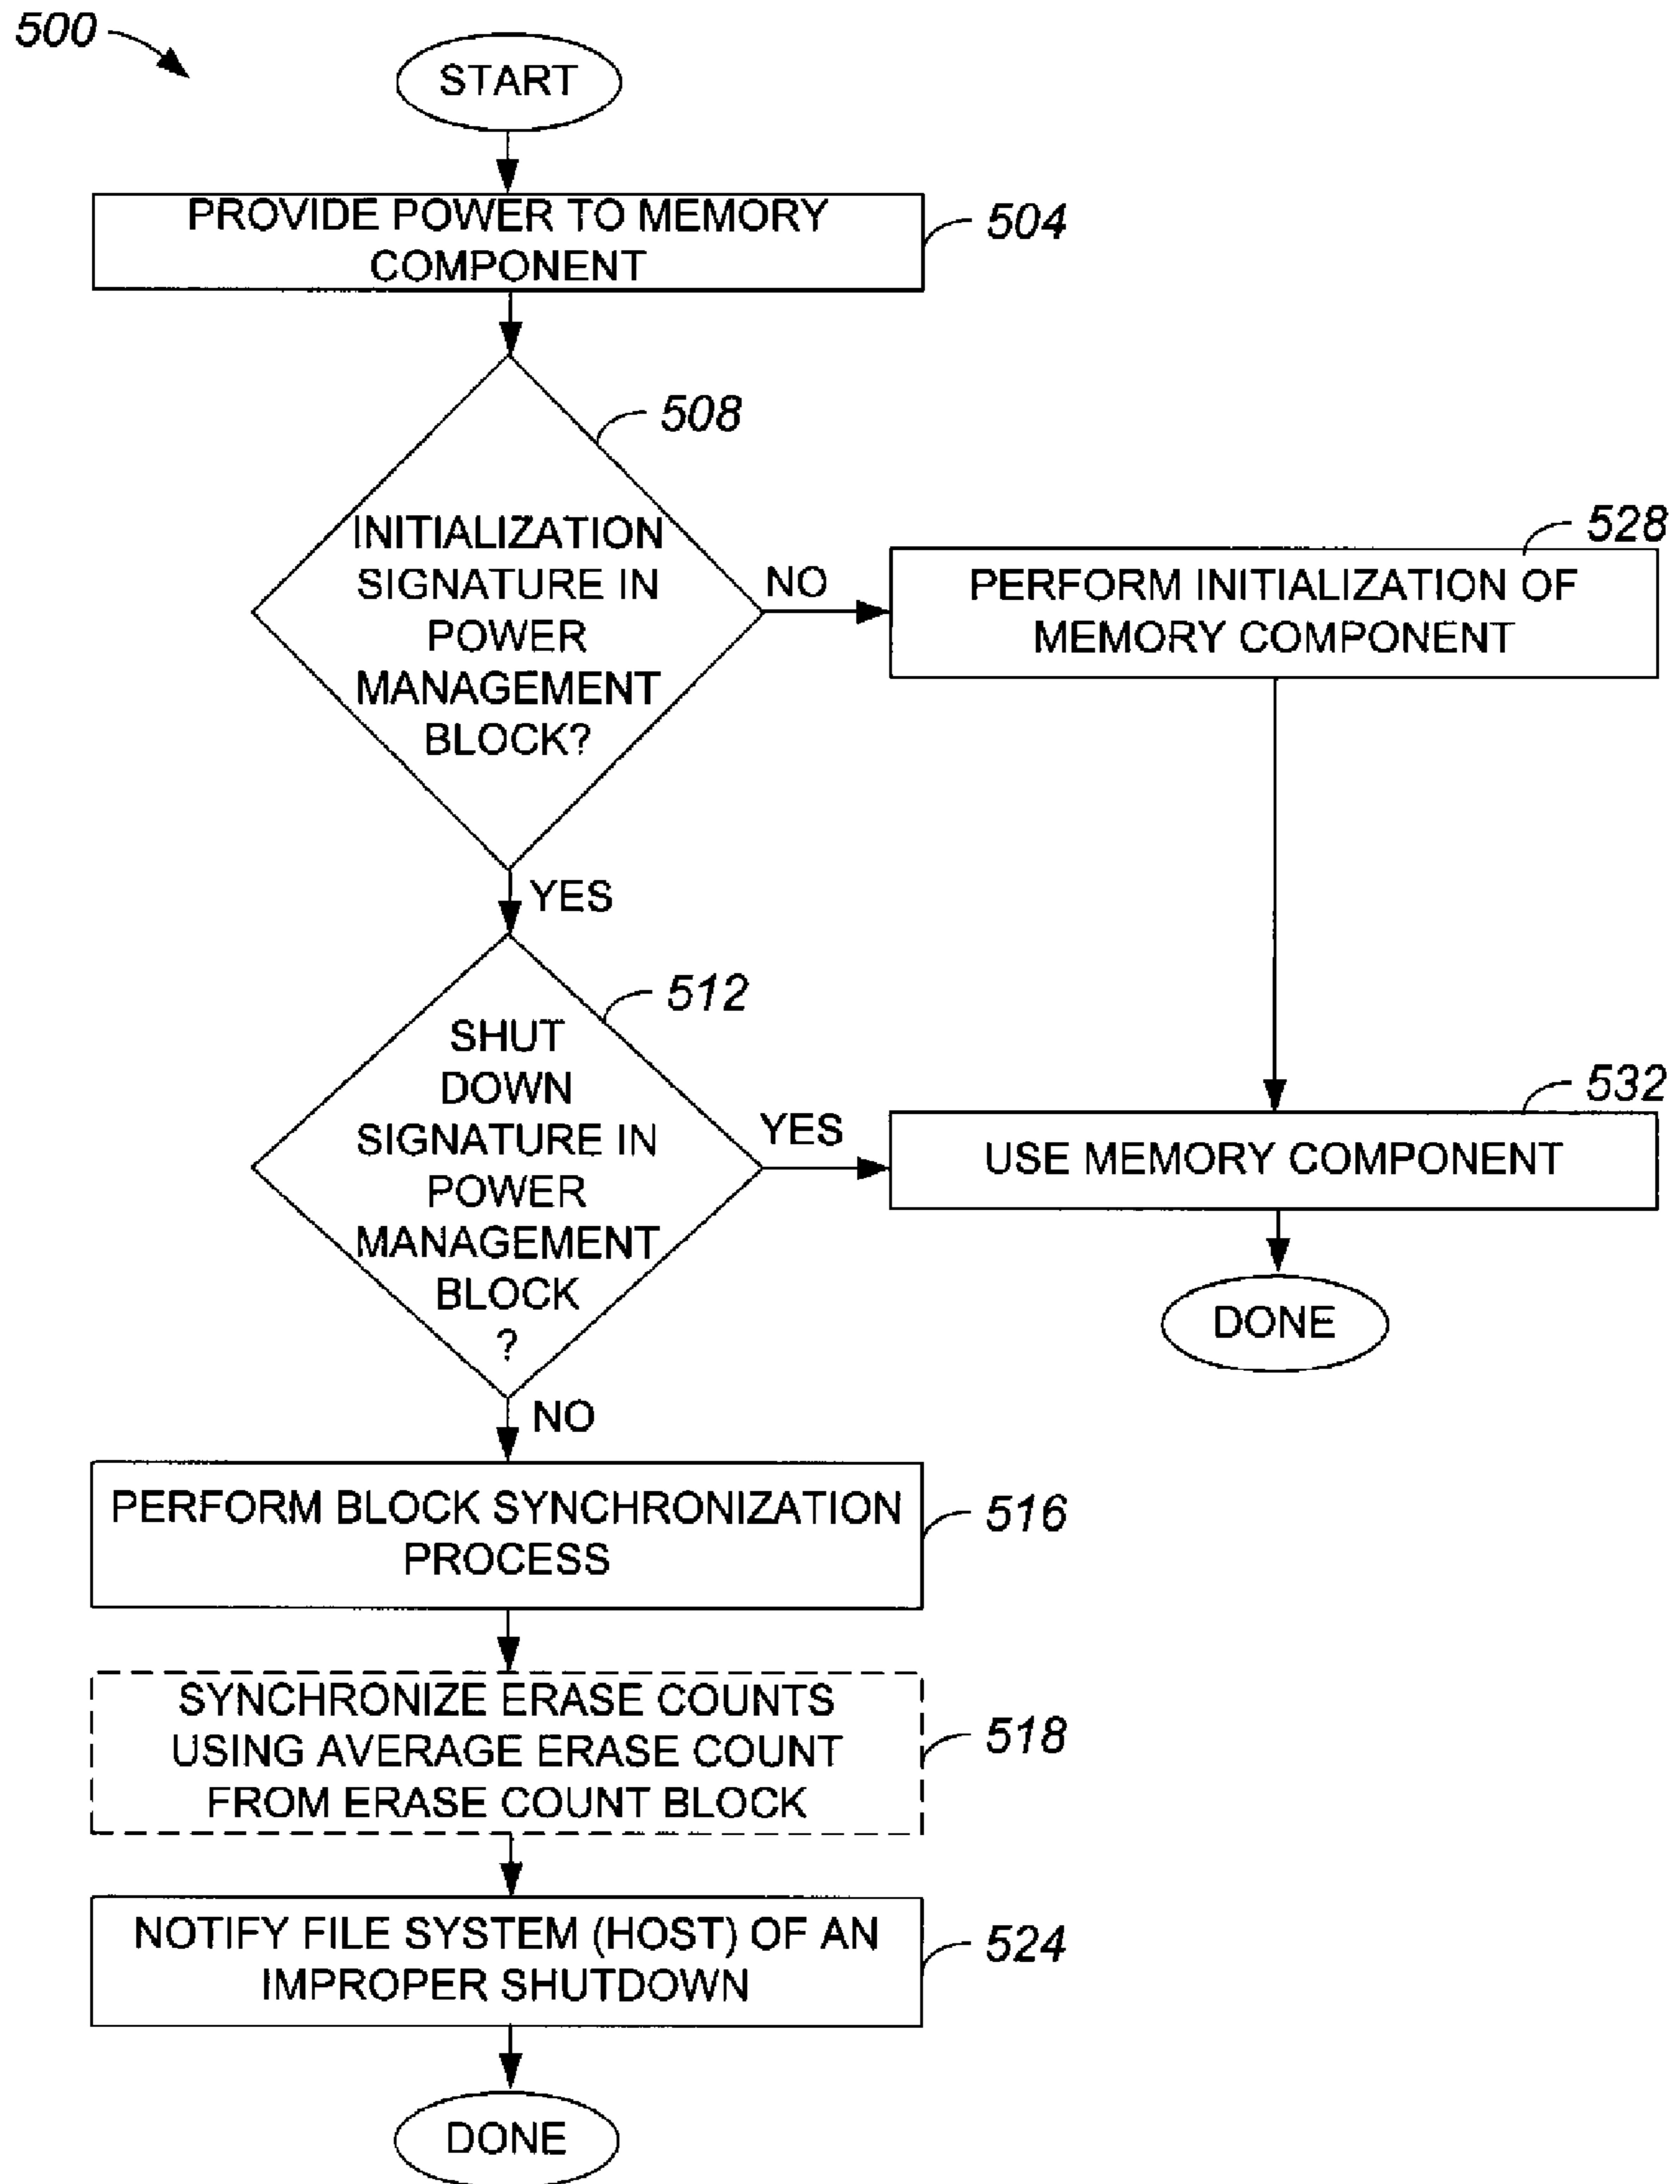 500
START
PROVIDE POWER TO MEMORY
COMPONENT
504
508
INITIALIZATION
SIGNATURE IN
POWER
MANAGEMENT
BLOCK?
NO
528
PERFORM INITIALIZATION OF
MEMORY COMPONENT
YES
512
SHUT
DOWN
SIGNATURE IN
POWER
MANAGEMENT
BLOCK
?
YES
532
USE MEMORY COMPONENT
DONE
NO
PERFORM BLOCK SYNCHRONIZATION
PROCESS
516
SYNCHRONIZE ERASE COUNTS
USING AVERAGE ERASE COUNT
FROM ERASE COUNT BLOCK
518
NOTIFY FILE SYSTEM (HOST) OF AN
IMPROPER SHUTDOWN
524
DONE